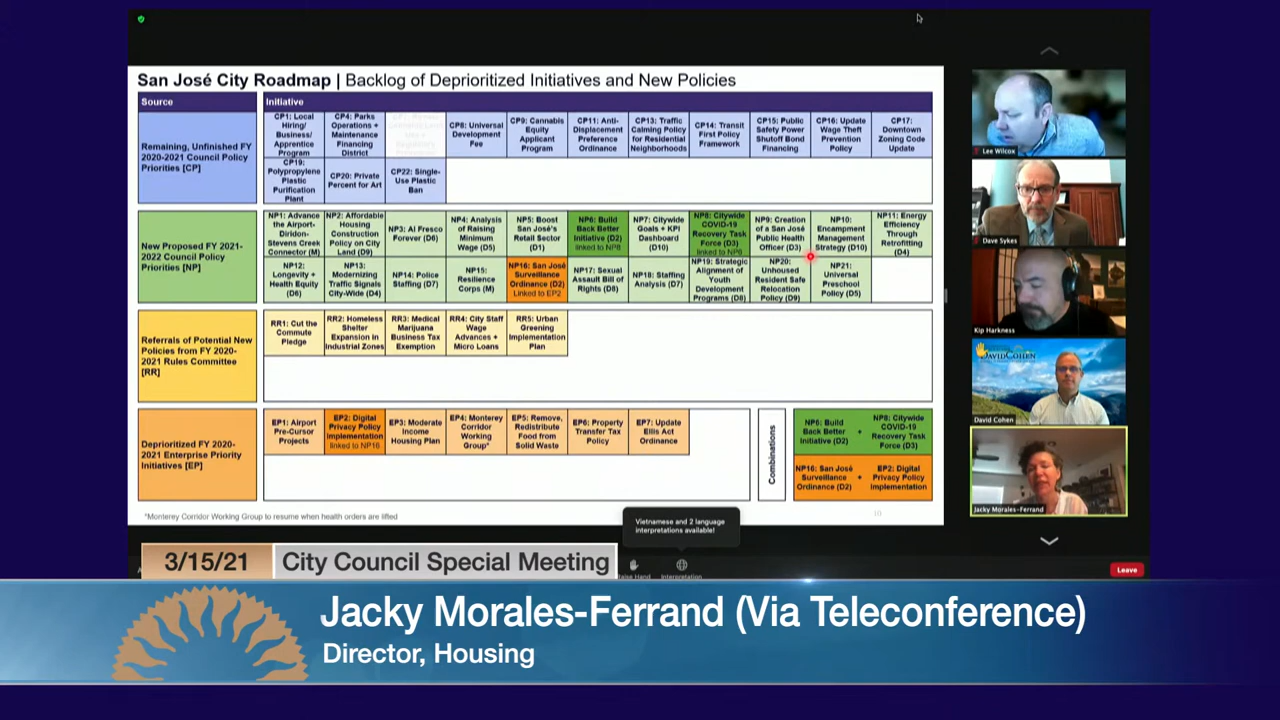 San José City Roadmap | Backlog of Deprioritized Initiatives and New Policies
Source
Initiative
Remaining, Unfinished FY
2020-2021 Council Policy
Priorities [CP]
CP1: Local
Hiring/
Business/
Apprentice
Program
CP4: Parks
Operations +
Maintenance
Financing
District
CP8: Universal
Development
Fee
CP9: Cannabis
Equity
Applicant
Program
CP11: Anti-
Displacement
Preference
Ordinance
CP13: Traffic
Calming Policy
for Residential
Neighborhoods
CP14: Transit
First Policy
Framework
CP15: Public
Safety Power
Shutoff Bond
Financing
CP16: Update
Wage Theft
Prevention
Policy
CP17:
Downtown
Zoning Code
Update
CP19:
Polypropylene
Plastic
Purification
Plant
CP20: Private
Percent for Art
CP22: Single-
Use Plastic
Ban
New Proposed FY 2021-
2022 Council Policy
Priorities [NP]
NP1: Advance
the Airport-
Diridon-
Stevens Creek
Connector (M)
NP2: Affordable
Housing
Construction
Policy on City
Land (D9)
NP3: Al Fresco
Forever (D6)
NP4: Analysis
of Raising
Minimum
Wage (D5)
NP5: Boost
San José's
Retail Sector
(D1)
NP6: Build
Back Better
Initiative (D2)
linked to NP8
NP7: Citywide
Goals + KPI
Dashboard
(D10)
NP8: Citywide
COVID-19
Recovery Task
Force (D3)
linked to NP6
NP9: Creation
of a San José
Public Health
Officer (D3)
NP10:
Encampment
Management
Strategy (D10)
NP11: Energy
Efficiency
Through
Retrofitting
(D4)
NP12:
Longevity +
Health Equity
(D6)
NP13:
Modernizing
Traffic Signals
City-Wide (D4)
NP14: Police
Staffing (D7)
NP15:
Resilience
Corps (M)
NP16: San José
Surveillance
Ordinance (D2)
Linked to EP2
NP17: Sexual
Assault Bill of
Rights (D8)
NP18: Staffing
Analysis (D7)
NP19: Strategic
Alignment of
Youth
Development
Programs (D8)
NP20:
Unhoused
Resident Safe
Relocation
Policy (D9)
NP21:
Universal
Preschool
Policy (D5)
Referrals of Potential New
Policies from FY 2020-
2021 Rules Committee
[RR]
RR1: Cut the
Commute
Pledge
RR2: Homeless
Shelter
Expansion in
Industrial Zones
RR3: Medical
Marijuana
Business Tax
Exemption
RR4: City Staff
Wage
Advances +
Micro Loans
RR5: Urban
Greening
Implementation
Plan
Deprioritized FY 2020-
2021 Enterprise Priority
Initiatives [EP]
EP1: Airport
Pre-Cursor
Projects
EP2: Digital
Privacy Policy
Implementation
linked to NP16
EP3: Moderate
Income
Housing Plan
EP4: Monterey
Corridor
Working
Group*
EP5: Remove,
Redistribute
Food from
Solid Waste
EP6: Property
Transfer Tax
Policy
EP7: Update
Ellis Act
Ordinance
Combinations
NP6: Build
Back Better
Initiative (D2)
+
NP8: Citywide
COVID-19
Recovery Task
Force (D3)
NP16: San José
Surveillance
Ordinance (D2)
+
EP2: Digital
Privacy Policy
Implementation
*Monterey Corridor Working Group to resume when health orders are lifted
10
Lee Wilcox
Dave Sykes
Kip Harkness
DAVID COHEN
David Cohen
Jacky Morales-Ferrand
Vietnamese and 2 language
interpretations available!
Raise Hand
Interpretation
Leave
3/15/21
City Council Special Meeting
Jacky Morales-Ferrand (Via Teleconference)
Director, Housing